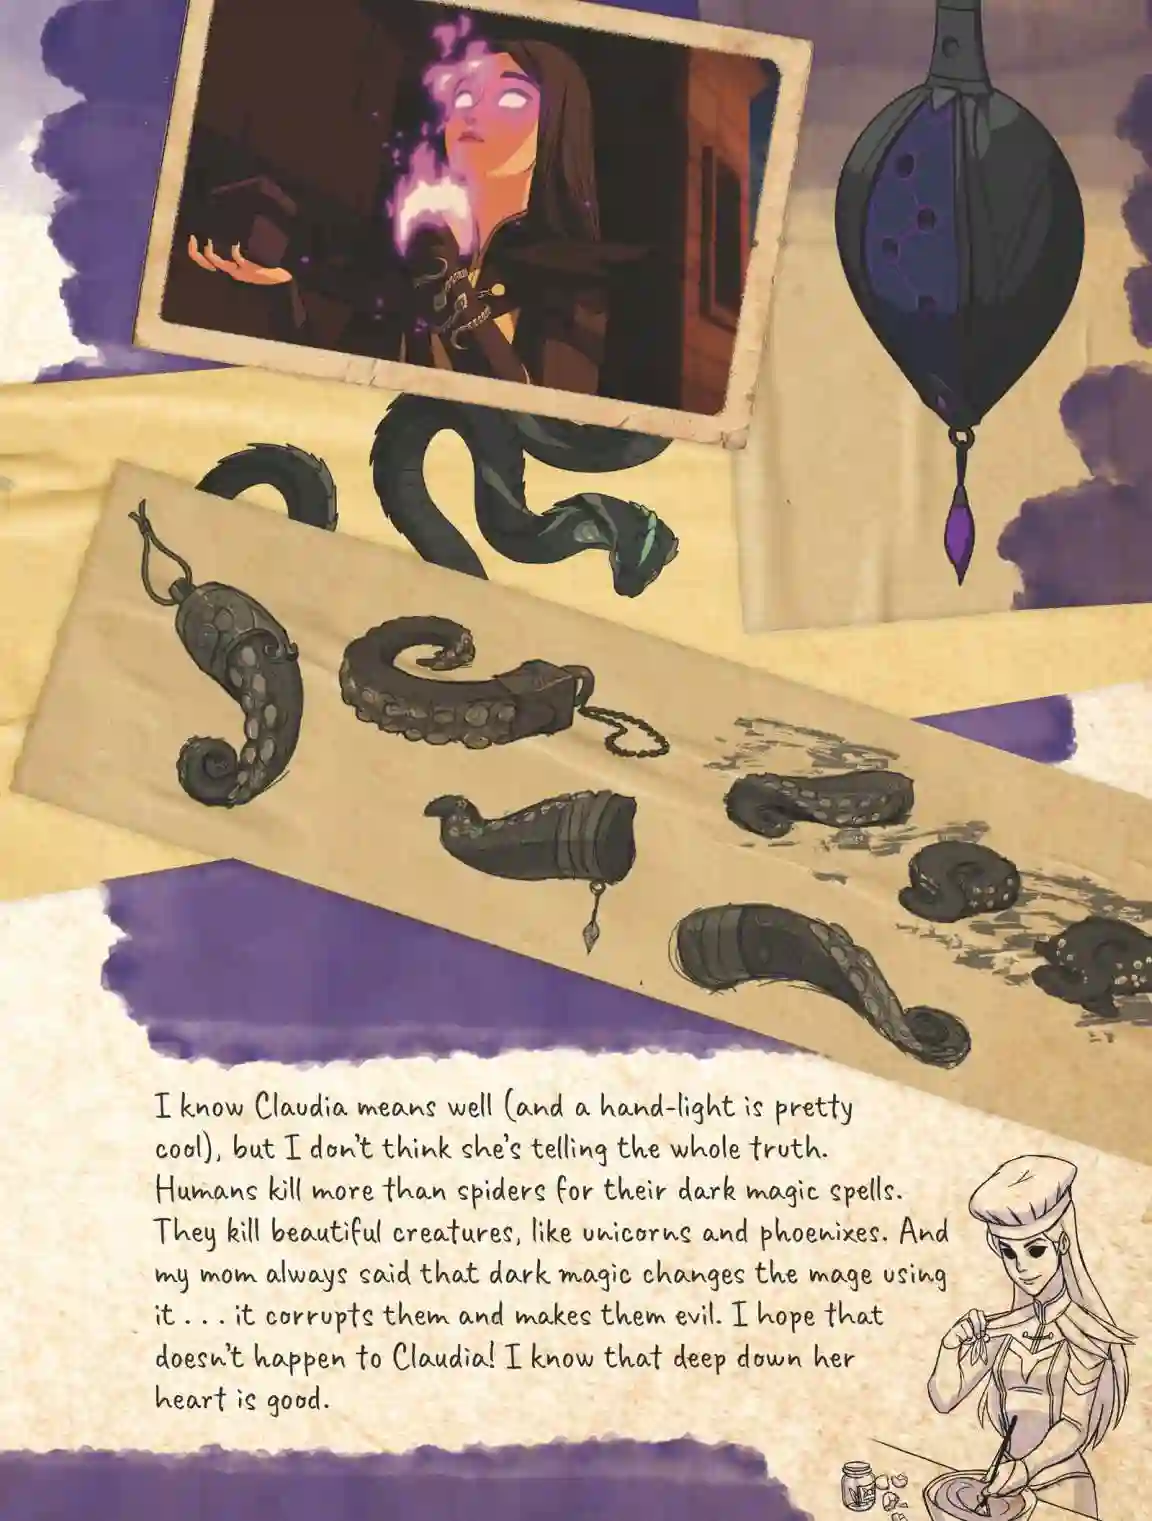 I know Claudia means well (and a hand-light is pretty
cool), but I don't think she's telling the whole truth.
Humans kill more than spiders for their dark magic spells.
They kill beautiful creatures, like unicorns and phoenixes. And
my mom always said that dark magic changes the mage using
it . . . it corrupts them and makes them evil. I hope that
doesn't happen to Claudia! I know that deep down her
heart is good.